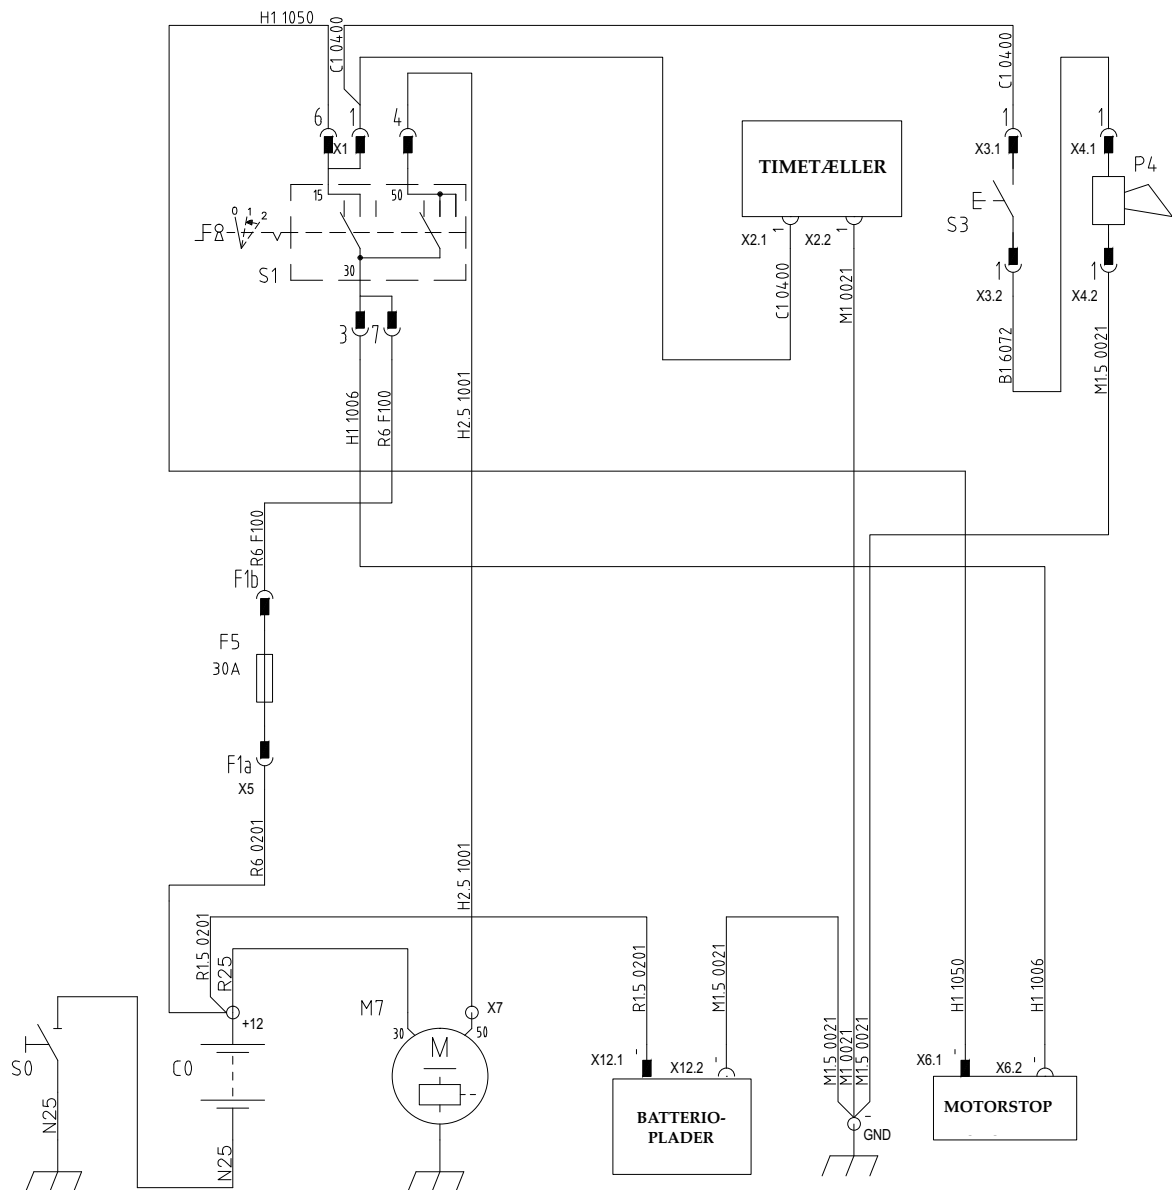 H1 1050
C1 0400
C1 0400
6
1
4
X1
15
50
0
1
2
S1
30
3
7
TIMETÆLLER
1
1
X2.1
X2.2
C1 0400
M1 0021
1
X3.1
S3
1
X3.2
B1 6072
1
X4.1
P4
1
X4.2
M1.5 0021
H1 1006
R6 F100
H2.5 1001
R6 F100
F1b
F5
30A
F1a
X5
R6 0201
H2.5 1001
R1.5 0201
R25
+12
S0
N25
C0
N25
M7
30
50
X7
M
R1.5 0201
M1.5 0021
X12.1
X12.2
BATTERIO-
PLADER
M1.5 0021
M1 0021
M1.5 0021
-
GND
H1 1050
H1 1006
X6.1
X6.2
MOTORSTOP